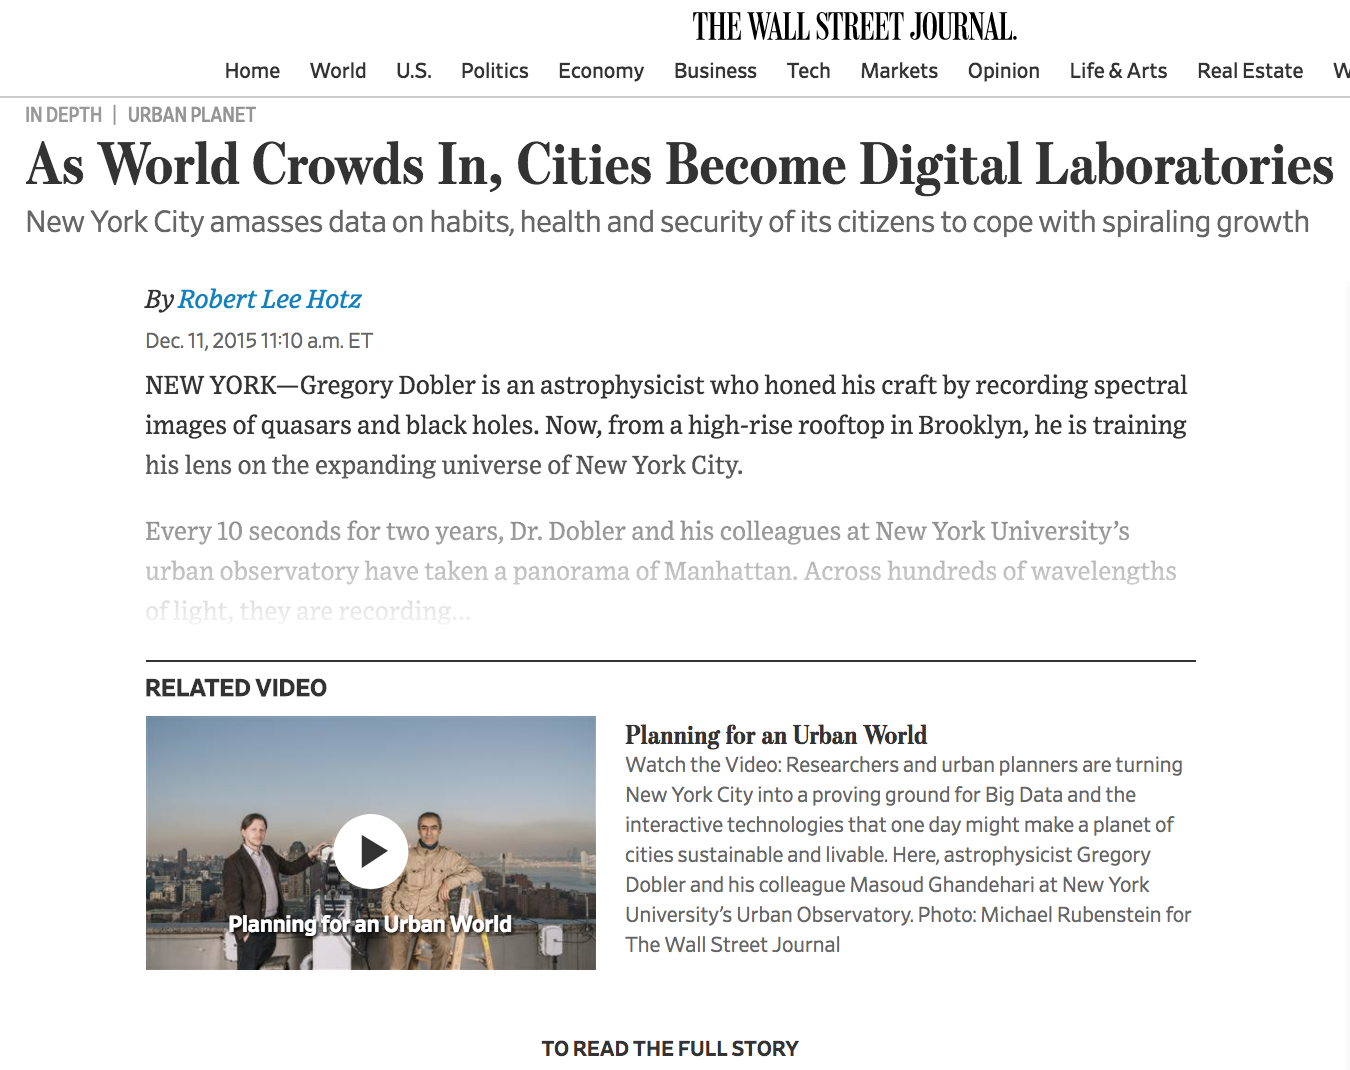 THE WALL STREET JOURNAL.
Home World U.S. Politics Economy Business Tech Markets Opinion Life & Arts Real Estate W
IN DEPTH | URBAN PLANET
As World Crowds In, Cities Become Digital Laboratories
New York City amasses data on habits, health and security of its citizens to cope with spiraling growth
By Robert Lee Hotz
Dec. 11, 2015 11:10 a.m. ET
NEW YORK—Gregory Dobler is an astrophysicist who honed his craft by recording spectral
images of quasars and black holes. Now, from a high-rise rooftop in Brooklyn, he is training
his lens on the expanding universe of New York City.
Every 10 seconds for two years, Dr. Dobler and his colleagues at New York University’s
urban observatory have taken a panorama of Manhattan. Across hundreds of wavelengths
of light, they are recording...
RELATED VIDEO
Planning for an Urban World
Planning for an Urban World
Watch the Video: Researchers and urban planners are turning
New York City into a proving ground for Big Data and the
interactive technologies that one day might make a planet of
cities sustainable and livable. Here, astrophysicist Gregory
Dobler and his colleague Masoud Ghandehari at New York
University’s Urban Observatory. Photo: Michael Rubenstein for
The Wall Street Journal
TO READ THE FULL STORY